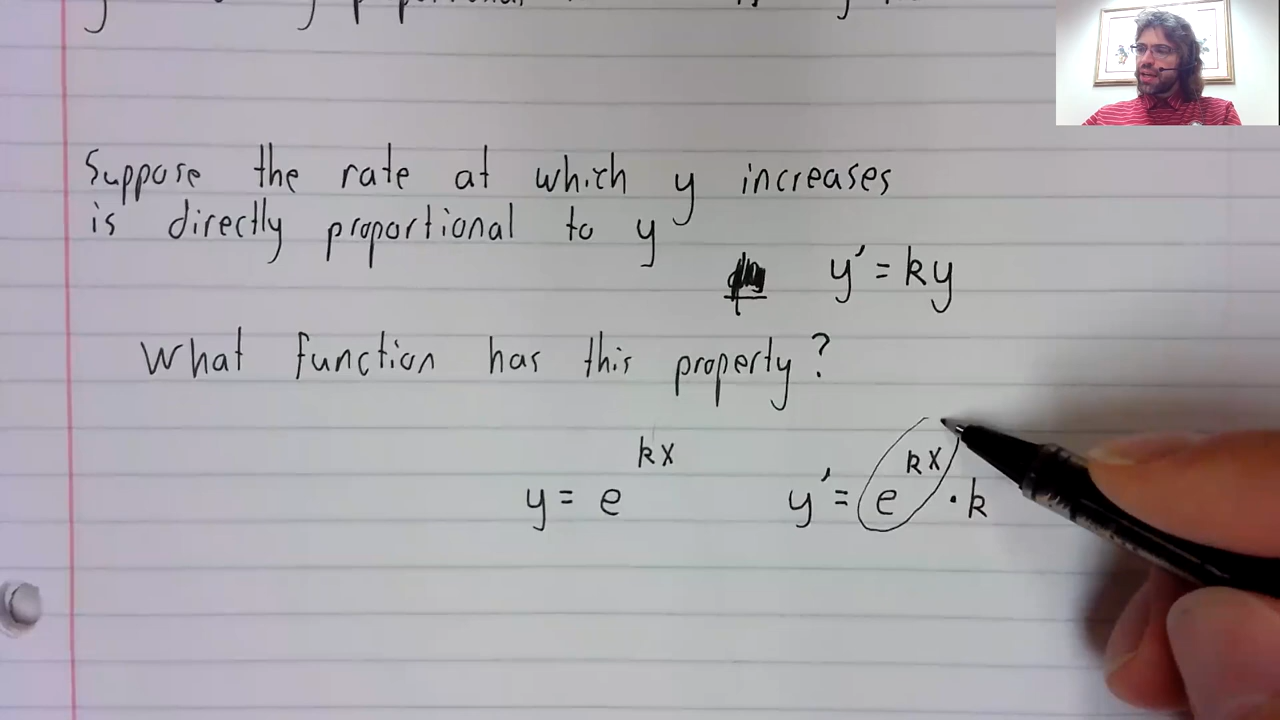 Suppose the rate at which y increases
is directly proportional to y
y' = ky
What function has this property?
y = e^{kx} y' = e^{kx} · k